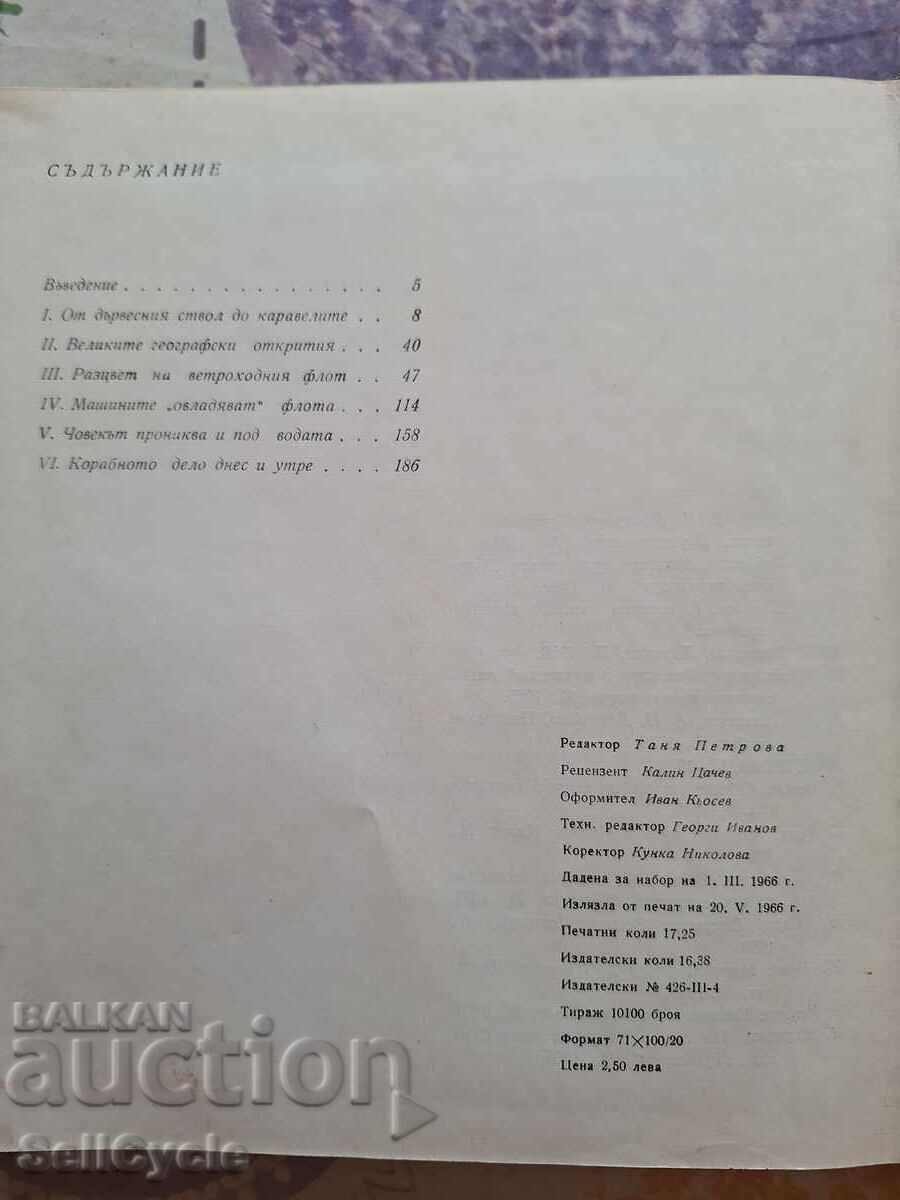 СЪДЪРЖАНИЕ
Въведение . . . . . . . . . . . . . . . . 5
I. От дървесния ствол до каравелите . . 8
II. Великите географски открития . . . 40
III. Разцвет на ветроходния флот . . 47
IV. Машините „овладяват" флота . . . 114
V. Човекът прониква и под водата . . . 158
VI. Корабното дело днес и утре . . . . 186
Редактор Таня Петрова
Рецензент Калин Цачев
Оформител Иван Кьосев
Техн. редактор Георги Иванов
Коректор Кунка Николова
Дадена за набор на 1. III. 1966 г.
Излязла от печат на 20. V. 1966 г.
Печатни коли 17,25
Издателски коли 16,38
Издателски № 426-III-4
Тираж 10100 броя
Формат 71×100/20
Цена 2,50 лева
BALKAN
auction
SellCycle